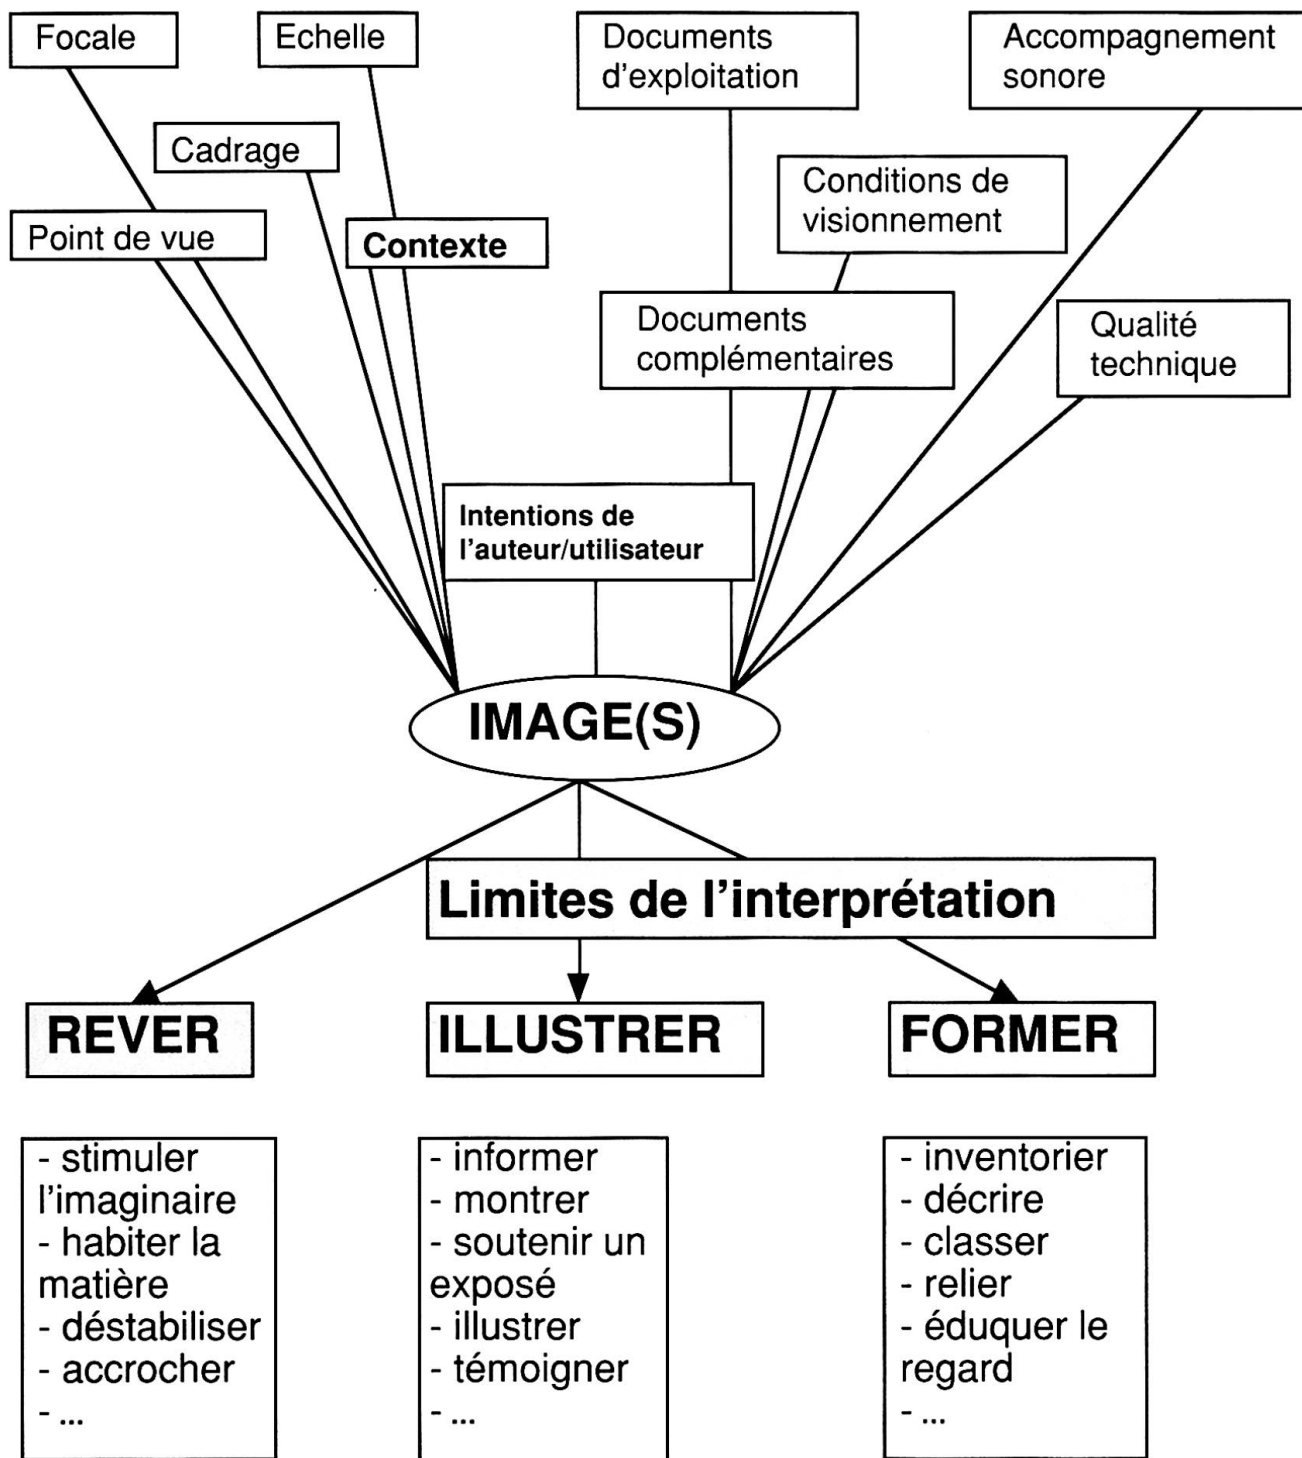 Focale
Echelle
Documents
d'exploitation
Accompagnement
sonore
Cadrage
Conditions de
visionnement
Point de vue
Contexte
Documents
complémentaires
Qualité
technique
Intentions de
l'auteur/utilisateur
IMAGE(S)
Limites de l'interprétation
REVER
ILLUSTRER
FORMER
- stimuler
l'imaginaire
- habiter la
matière
- déstabiliser
- accrocher
- ...
- informer
- montrer
- soutenir un
exposé
- illustrer
- témoigner
- ...
- inventorier
- décrire
- classer
- relier
- éduquer le
regard
- ...